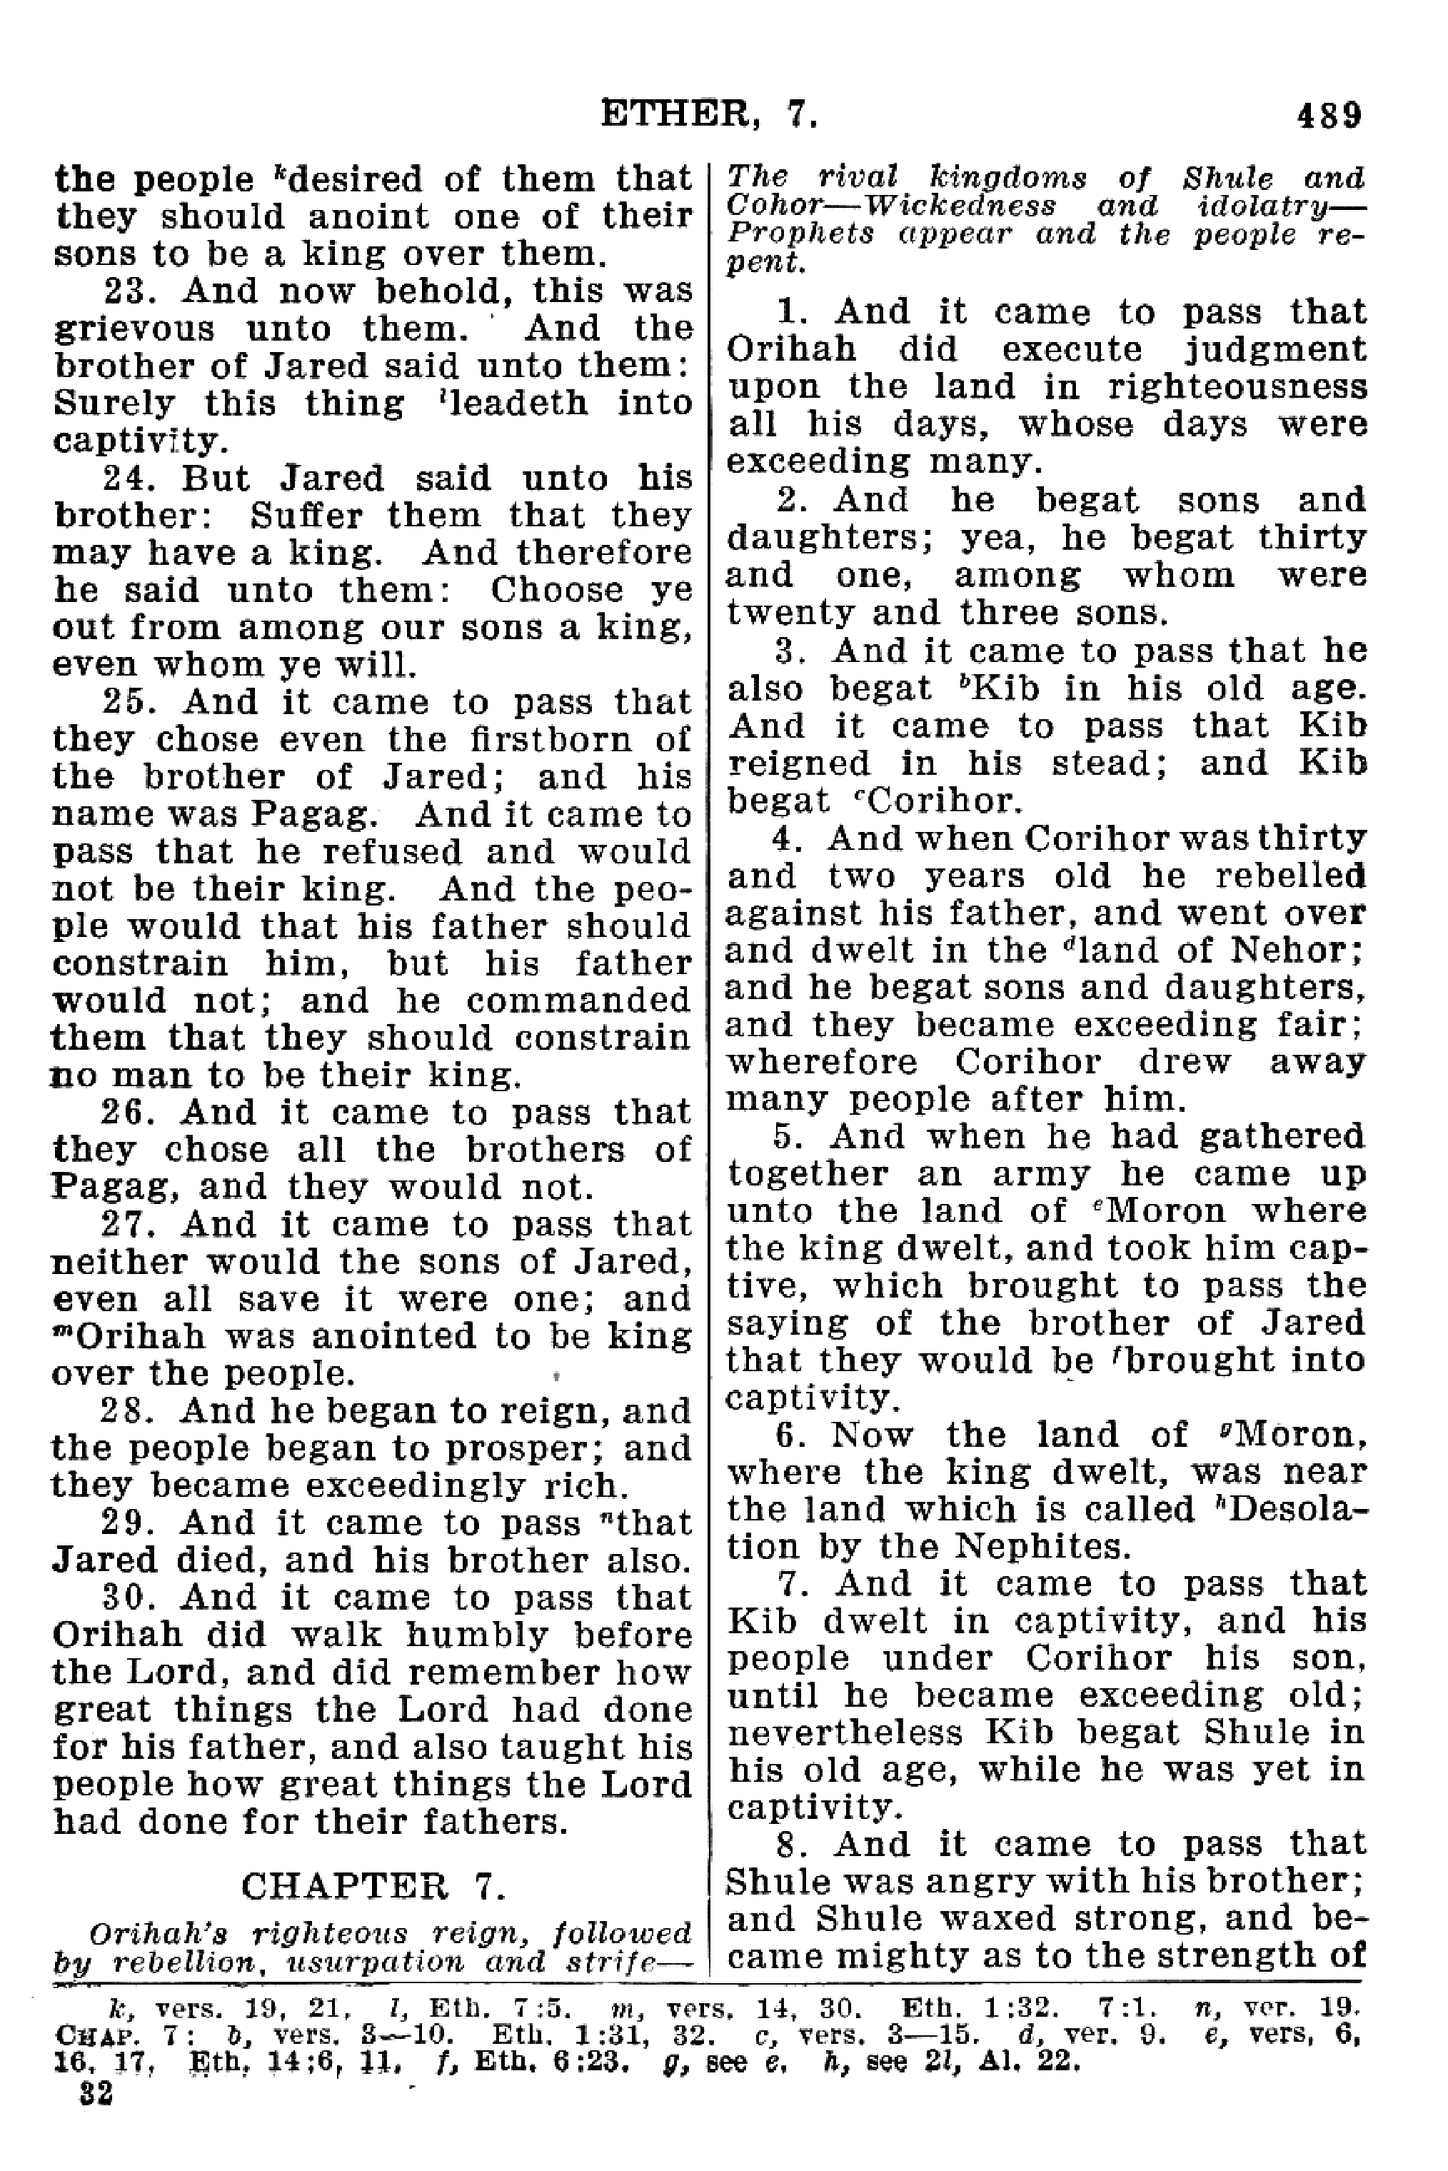 ETHER, 7.
489
the people ᵏdesired of them that
they should anoint one of their
sons to be a king over them.
23. And now behold, this was
grievous unto them. And the
brother of Jared said unto them:
Surely this thing ˡleadeth into
captivity.
24. But Jared said unto his
brother: Suffer them that they
may have a king. And therefore
he said unto them: Choose ye
out from among our sons a king,
even whom ye will.
25. And it came to pass that
they chose even the firstborn of
the brother of Jared; and his
name was Pagag. And it came to
pass that he refused and would
not be their king. And the peo-
ple would that his father should
constrain him, but his father
would not; and he commanded
them that they should constrain
no man to be their king.
26. And it came to pass that
they chose all the brothers of
Pagag, and they would not.
27. And it came to pass that
neither would the sons of Jared,
even all save it were one; and
ᵐOrihah was anointed to be king
over the people.
28. And he began to reign, and
the people began to prosper; and
they became exceedingly rich.
29. And it came to pass ⁿthat
Jared died, and his brother also.
30. And it came to pass that
Orihah did walk humbly before
the Lord, and did remember how
great things the Lord had done
for his father, and also taught his
people how great things the Lord
had done for their fathers.
CHAPTER 7.
Orihah's righteous reign, followed
by rebellion, usurpation and strife—
The rival kingdoms of Shule and
Cohor—Wickedness and idolatry—
Prophets appear and the people re-
pent.
1. And it came to pass that
Orihah did execute judgment
upon the land in righteousness
all his days, whose days were
exceeding many.
2. And he begat sons and
daughters; yea, he begat thirty
and one, among whom were
twenty and three sons.
3. And it came to pass that he
also begat ᵇKib in his old age.
And it came to pass that Kib
reigned in his stead; and Kib
begat ᶜCorihor.
4. And when Corihor was thirty
and two years old he rebelled
against his father, and went over
and dwelt in the ᵈland of Nehor;
and he begat sons and daughters,
and they became exceeding fair;
wherefore Corihor drew away
many people after him.
5. And when he had gathered
together an army he came up
unto the land of ᵉMoron where
the king dwelt, and took him cap-
tive, which brought to pass the
saying of the brother of Jared
that they would be ᶠbrought into
captivity.
6. Now the land of ᵍMoron,
where the king dwelt, was near
the land which is called ʰDesola-
tion by the Nephites.
7. And it came to pass that
Kib dwelt in captivity, and his
people under Corihor his son,
until he became exceeding old;
nevertheless Kib begat Shule in
his old age, while he was yet in
captivity.
8. And it came to pass that
Shule was angry with his brother;
and Shule waxed strong, and be-
came mighty as to the strength of
k, vers. 19, 21. l, Eth. 7:5. m, vers. 14, 30. Eth. 1:32. 7:1. n, ver. 19.
CHAP. 7: b, vers. 3—10. Eth. 1:31, 32. c, vers. 3—15. d, ver. 9. e, vers, 6,
16, 17, Eth. 14:6, 11. f, Eth. 6:23. g, see e. h, see 2l, Al. 22.
32